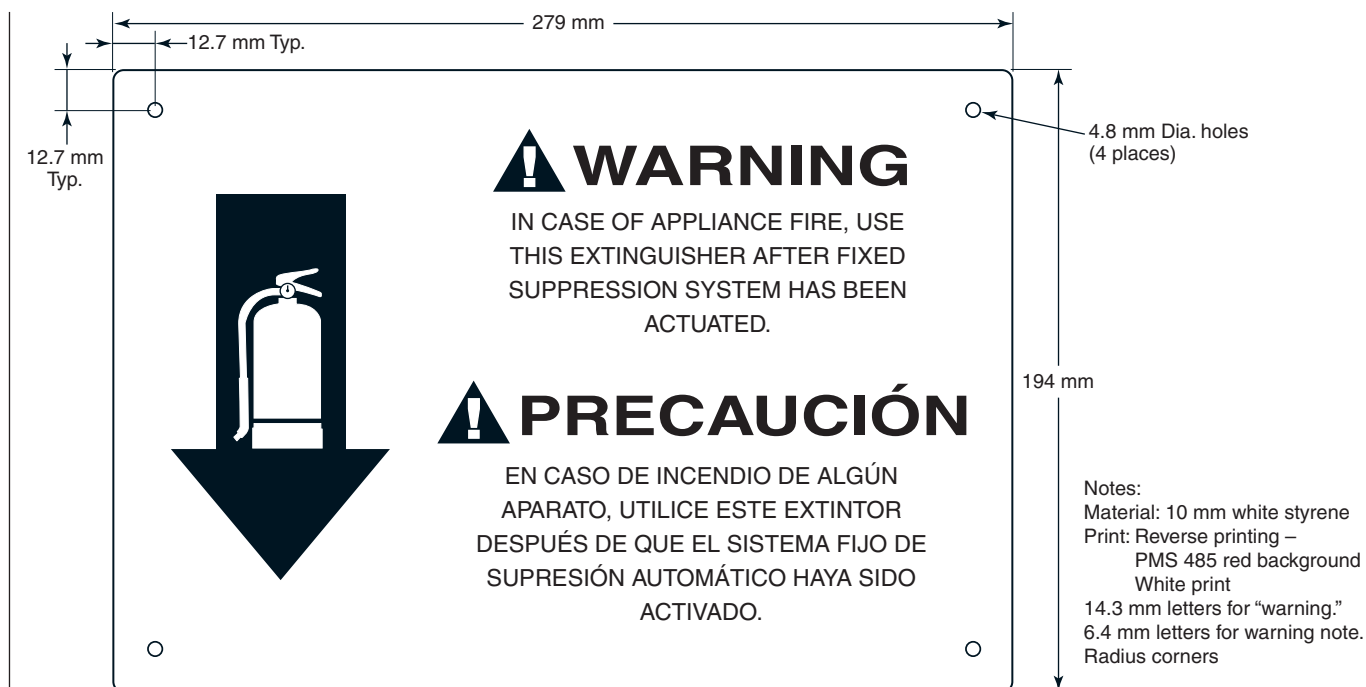 279 mm
12.7 mm Typ.
12.7 mm
Typ.
4.8 mm Dia. holes
(4 places)
WARNING
IN CASE OF APPLIANCE FIRE, USE
THIS EXTINGUISHER AFTER FIXED
SUPPRESSION SYSTEM HAS BEEN
ACTUATED.
194 mm
PRECAUCIÓN
EN CASO DE INCENDIO DE ALGÚN
APARATO, UTILICE ESTE EXTINTOR
DESPUÉS DE QUE EL SISTEMA FIJO DE
SUPRESIÓN AUTOMÁTICO HAYA SIDO
ACTIVADO.
Notes:
Material: 10 mm white styrene
Print: Reverse printing –
PMS 485 red background
White print
14.3 mm letters for “warning.”
6.4 mm letters for warning note.
Radius corners